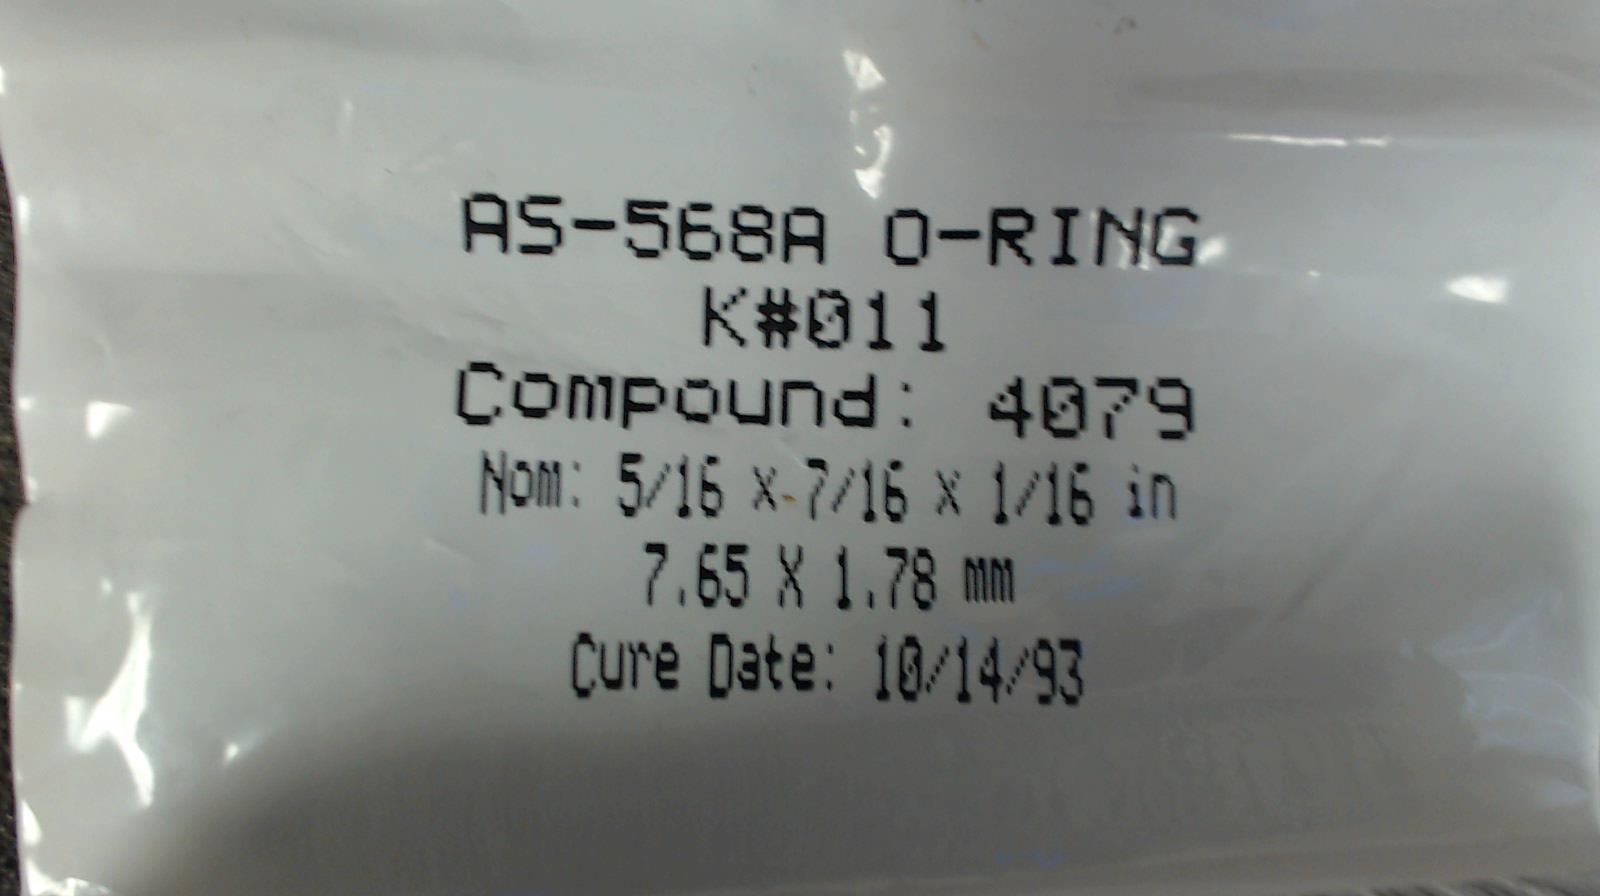 AS-568A O-RING
K#011
Compound: 4079
Nom: 5/16 x 7/16 x 1/16 in
7.65 X 1.78 mm
Cure Date: 10/14/93